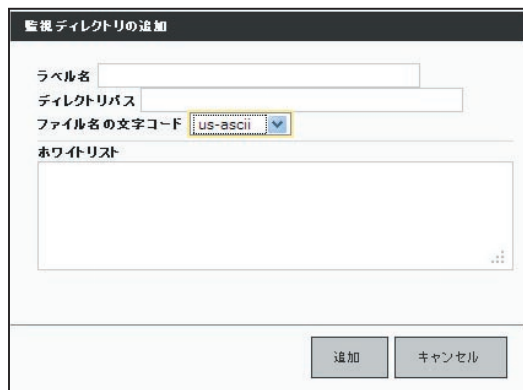 監視ディレクトリの追加
ラベル名
ディレクトリパス
ファイル名の文字コード us-ascii
ホワイトリスト
追加 キャンセル